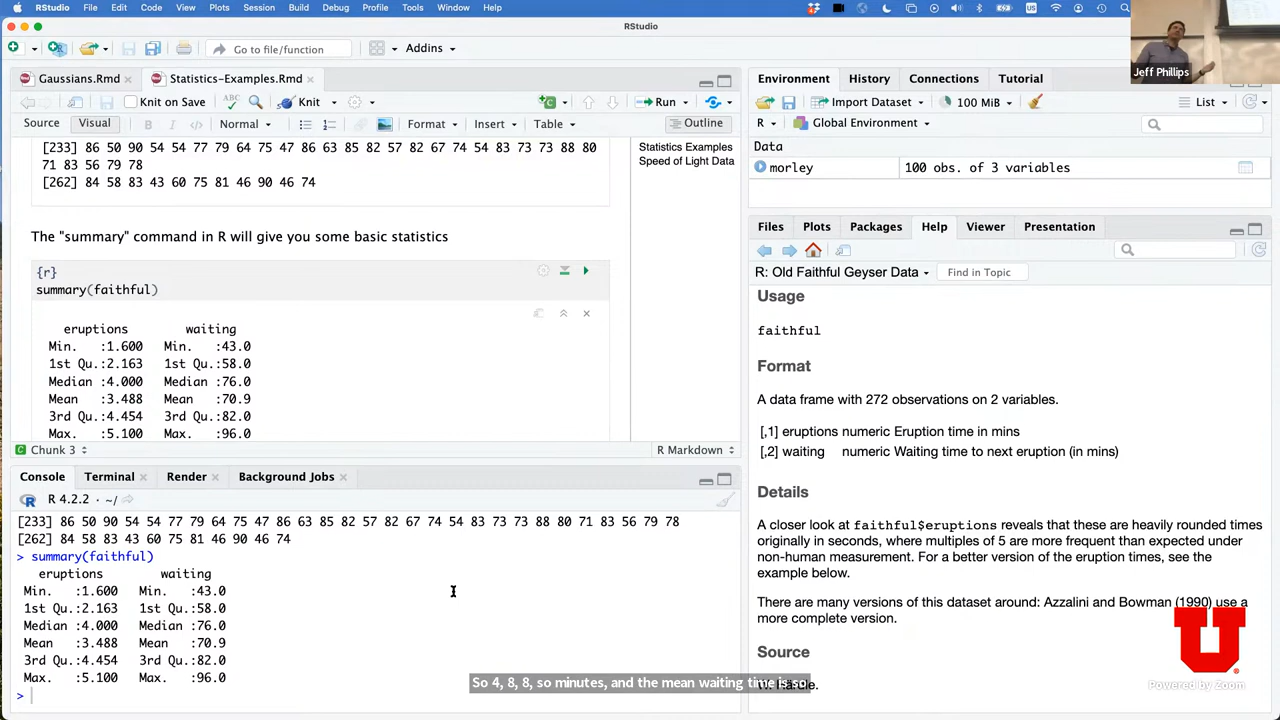 RStudio File Edit Code View Plots Session Build Debug Profile Tools Window Help US
RStudio
Go to file/function Addins
Gaussians.Rmd Statistics-Examples.Rmd
Knit on Save ABC Knit Run
Source Visual B I Normal Format Insert Table Outline
[233] 86 50 90 54 54 77 79 64 75 47 86 63 85 82 57 82 67 74 54 83 73 73 88 80
71 83 56 79 78
[262] 84 58 83 43 60 75 81 46 90 46 74
The "summary" command in R will give you some basic statistics
{r}
summary(faithful)
eruptions waiting
Min. :1.600 Min. :43.0
1st Qu.:2.163 1st Qu.:58.0
Median :4.000 Median :76.0
Mean :3.488 Mean :70.9
3rd Qu.:4.454 3rd Qu.:82.0
Max. :5.100 Max. :96.0
Statistics Examples
Speed of Light Data
Chunk 3 R Markdown
Console Terminal Render Background Jobs
R 4.2.2 · ~/
[233] 86 50 90 54 54 77 79 64 75 47 86 63 85 82 57 82 67 74 54 83 73 73 88 80 71 83 56 79 78
[262] 84 58 83 43 60 75 81 46 90 46 74
> summary(faithful)
eruptions waiting
Min. :1.600 Min. :43.0
1st Qu.:2.163 1st Qu.:58.0
Median :4.000 Median :76.0
Mean :3.488 Mean :70.9
3rd Qu.:4.454 3rd Qu.:82.0
Max. :5.100 Max. :96.0
>
Environment History Connections Tutorial
Import Dataset 100 MiB List
R Global Environment
Data
morley 100 obs. of 3 variables
Files Plots Packages Help Viewer Presentation
R: Old Faithful Geyser Data Find in Topic
Usage
faithful
Format
A data frame with 272 observations on 2 variables.
[,1] eruptions numeric Eruption time in mins
[,2] waiting numeric Waiting time to next eruption (in mins)
Details
A closer look at faithful$eruptions reveals that these are heavily rounded times
originally in seconds, where multiples of 5 are more frequent than expected under
non-human measurement. For a better version of the eruption times, see the
example below.
There are many versions of this dataset around: Azzalini and Bowman (1990) use a
more complete version.
Source
Jeff Phillips
So 4, 8, 8, so minutes, and the mean waiting time is so
U
Powered by Zoom